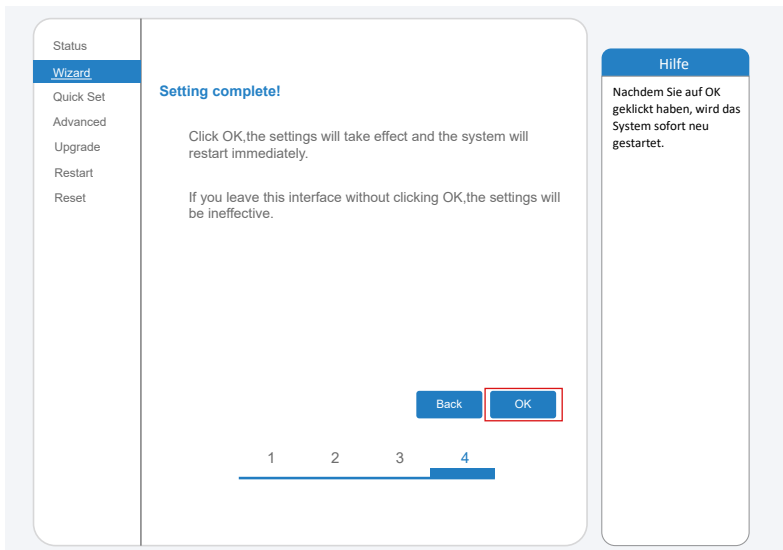 Status
Wizard
Quick Set
Advanced
Upgrade
Restart
Reset
Setting complete!
Click OK,the settings will take effect and the system will
restart immediately.
If you leave this interface without clicking OK,the settings will
be ineffective.
Back
OK
1 2 3 4
Hilfe
Nachdem Sie auf OK
geklickt haben, wird das
System sofort neu
gestartet.